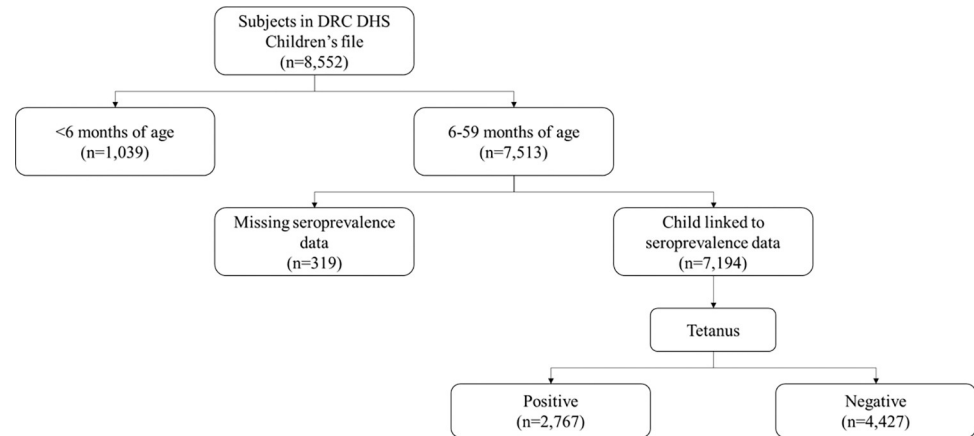 Subjects in DRC DHS
Children's file
(n=8,552)
<6 months of age
(n=1,039)
6-59 months of age
(n=7,513)
Missing seroprevalence
data
(n=319)
Child linked to
seroprevalence data
(n=7,194)
Tetanus
Positive
(n=2,767)
Negative
(n=4,427)